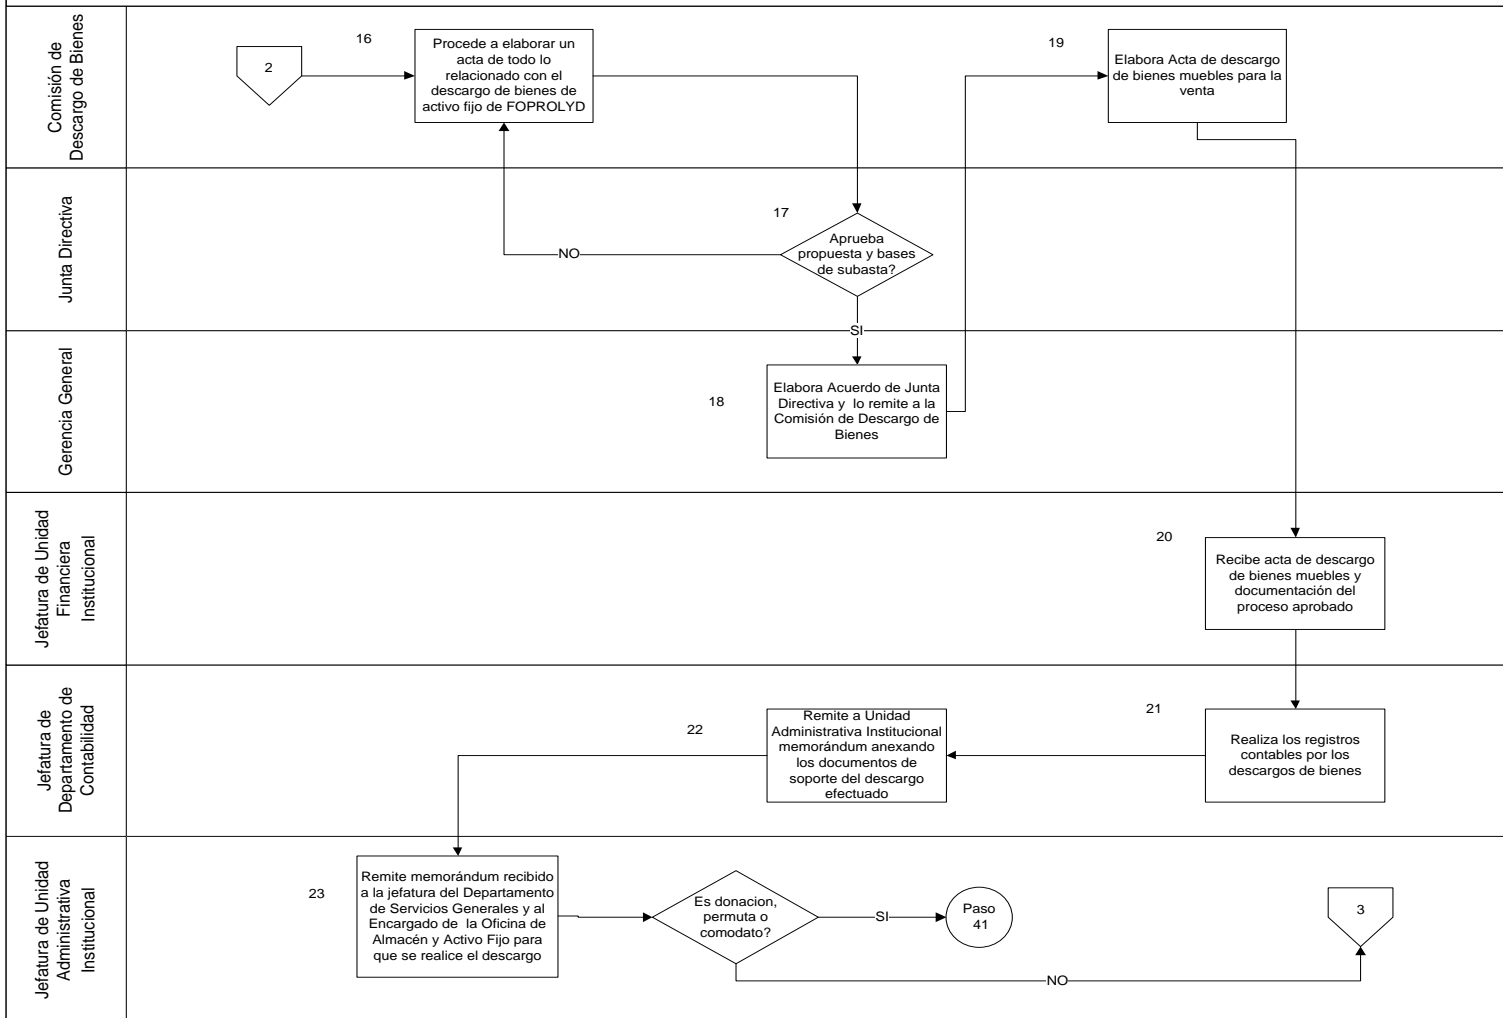 Comisión de
Descargo de Bienes
2
16
Procede a elaborar un
acta de todo lo
relacionado con el
descargo de bienes de
activo fijo de FOPROLYD
19
Elabora Acta de descargo
de bienes muebles para la
venta
Junta Directiva
17
Aprueba
propuesta y bases
de subasta?
NO
SI
Gerencia General
18
Elabora Acuerdo de Junta
Directiva y lo remite a la
Comisión de Descargo de
Bienes
Jefatura de Unidad
Financiera
Institucional
20
Recibe acta de descargo
de bienes muebles y
documentación del
proceso aprobado
Jefatura de
Departamento de
Contabilidad
22
Remite a Unidad
Administrativa Institucional
memorándum anexando
los documentos de
soporte del descargo
efectuado
21
Realiza los registros
contables por los
descargos de bienes
Jefatura de Unidad
Administrativa
Institucional
23
Remite memorándum recibido
a la jefatura del Departamento
de Servicios Generales y al
Encargado de la Oficina de
Almacén y Activo Fijo para
que se realice el descargo
Es donacion,
permuta o
comodato?
SI
Paso
41
NO
3